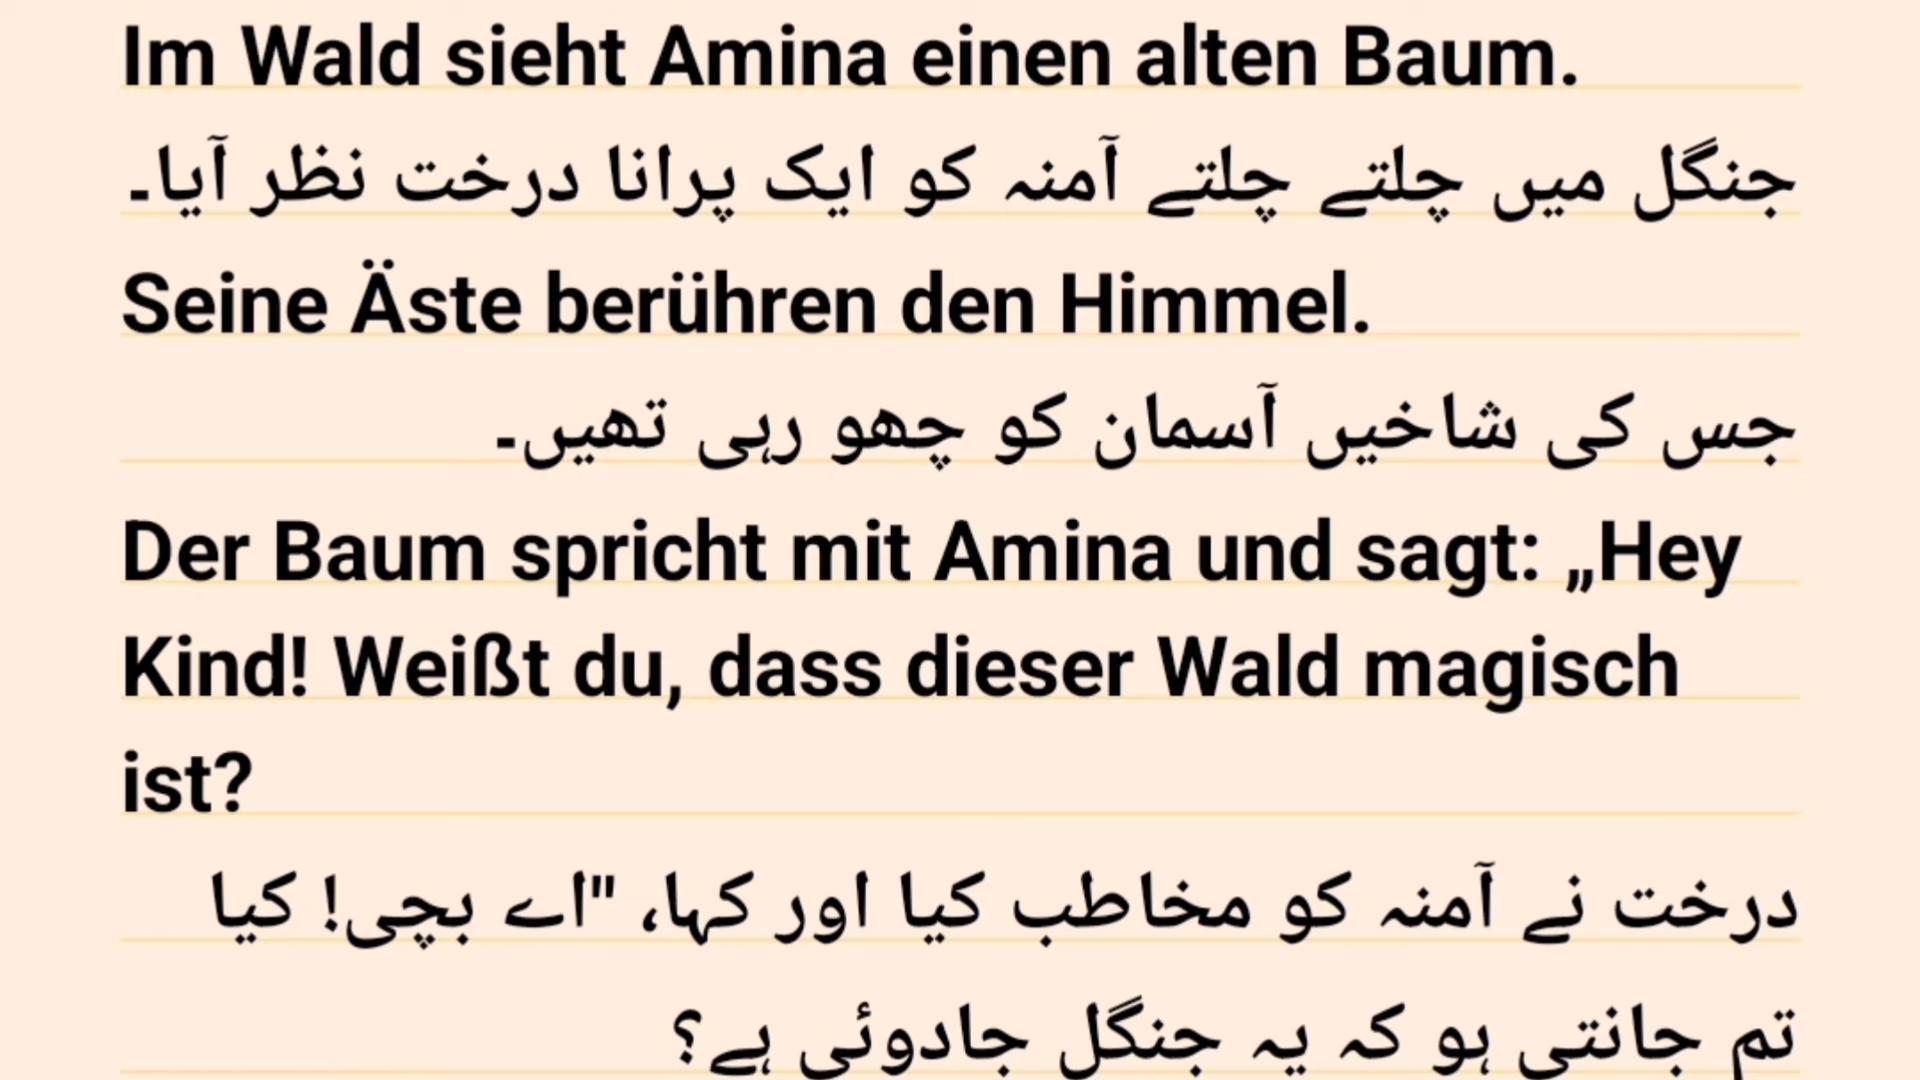 Im Wald sieht Amina einen alten Baum.
جنگل میں چلتے چلتے آمنہ کو ایک پرانا درخت نظر آیا۔
Seine Äste berühren den Himmel.
جس کی شاخیں آسمان کو چھو رہی تھیں۔
Der Baum spricht mit Amina und sagt: „Hey
Kind! Weißt du, dass dieser Wald magisch
ist?
درخت نے آمنہ کو مخاطب کیا اور کہا، "اے بچی! کیا
تم جانتی ہو کہ یہ جنگل جادوئی ہے؟